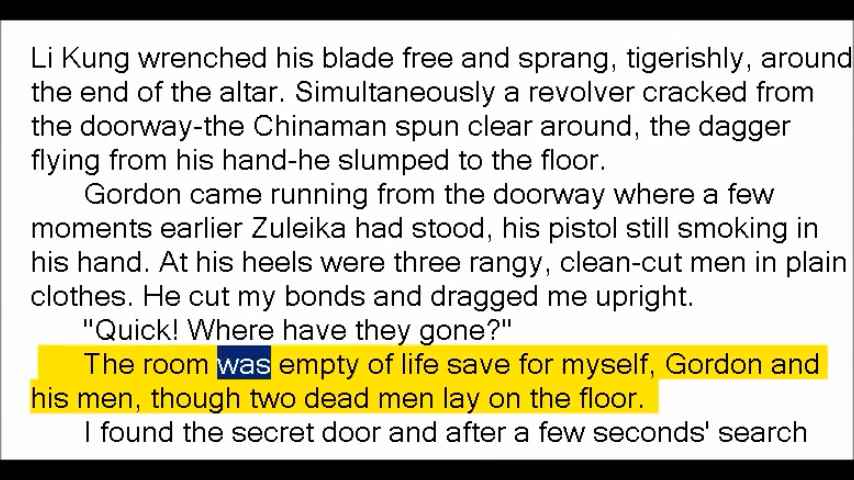 Li Kung wrenched his blade free and sprang, tigerishly, around
the end of the altar. Simultaneously a revolver cracked from
the doorway-the Chinaman spun clear around, the dagger
flying from his hand-he slumped to the floor.
Gordon came running from the doorway where a few
moments earlier Zuleika had stood, his pistol still smoking in
his hand. At his heels were three rangy, clean-cut men in plain
clothes. He cut my bonds and dragged me upright.
"Quick! Where have they gone?"
The room was empty of life save for myself, Gordon and
his men, though two dead men lay on the floor.
I found the secret door and after a few seconds' search